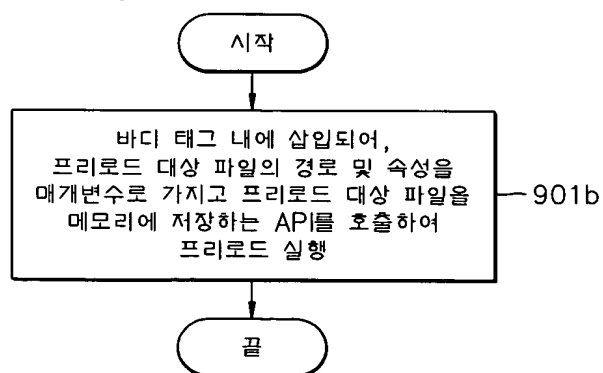 시작
바디 태그 내에 삽입되어,
프리로드 대상 파일의 경로 및 속성을
매개변수로 가지고 프리로드 대상 파일을
메모리에 저장하는 API를 호출하여
프리로드 실행
901b
끝